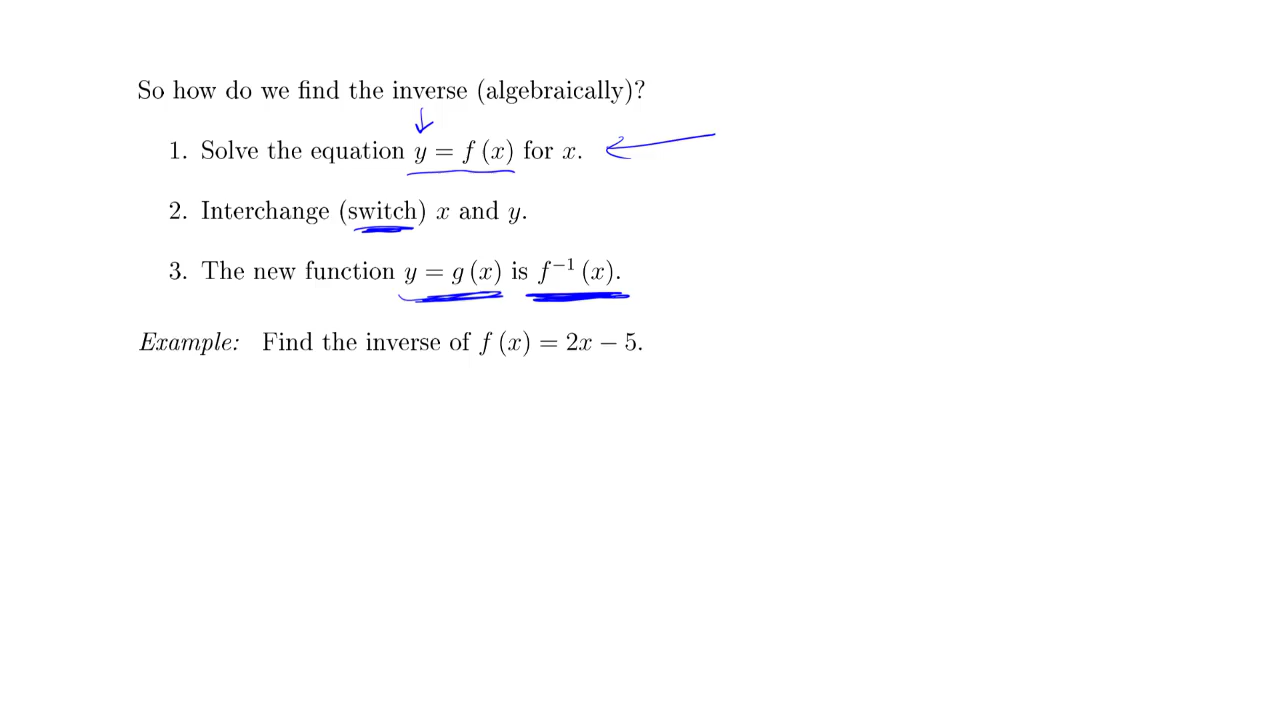 So how do we find the inverse (algebraically)?
1. Solve the equation y = f (x) for x.
2. Interchange (switch) x and y.
3. The new function y = g (x) is f⁻¹ (x).
Example: Find the inverse of f (x) = 2x − 5.